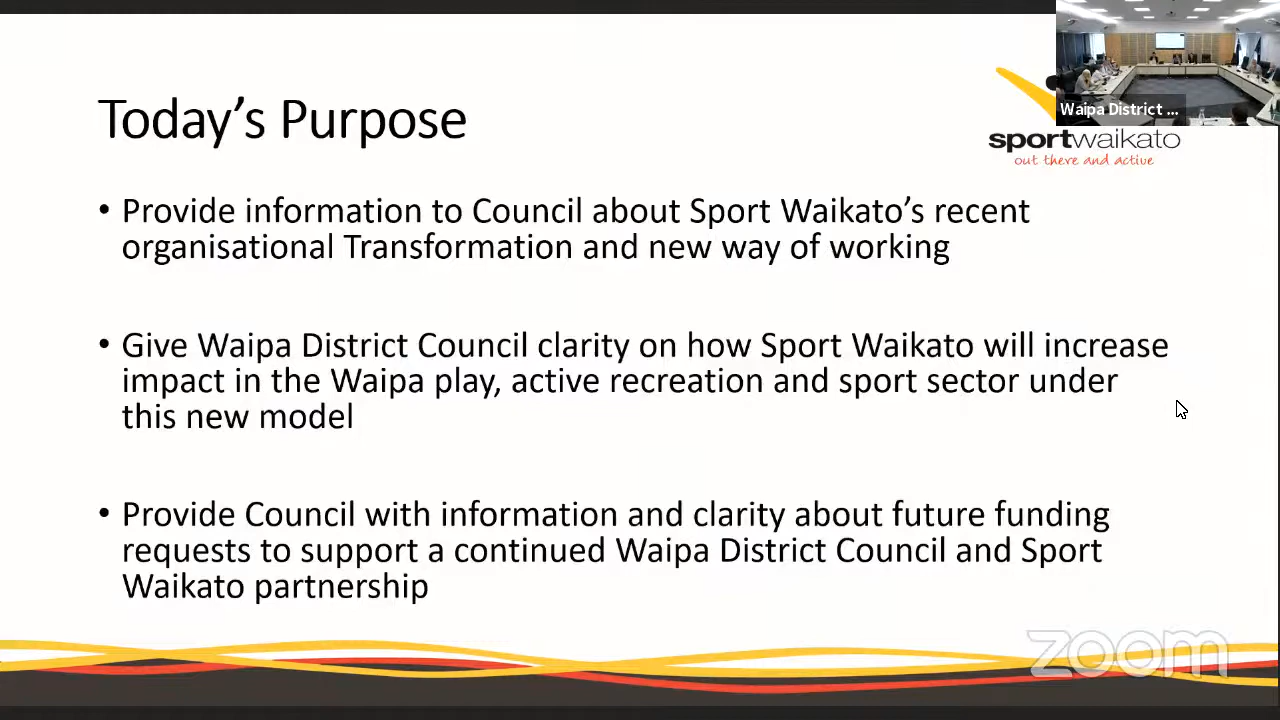 Waipa District ...
Today's Purpose
sportwaikato
out there and active
• Provide information to Council about Sport Waikato's recent
organisational Transformation and new way of working
• Give Waipa District Council clarity on how Sport Waikato will increase
impact in the Waipa play, active recreation and sport sector under
this new model
• Provide Council with information and clarity about future funding
requests to support a continued Waipa District Council and Sport
Waikato partnership
zoom